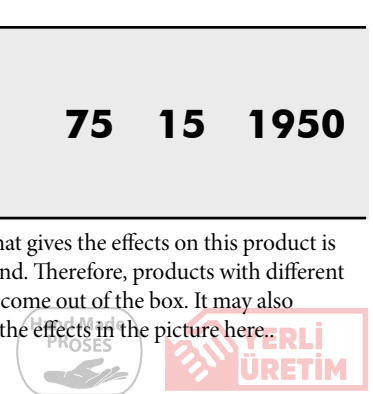 75 15 1950
hat gives the effects on this product is
nd. Therefore, products with different
come out of the box. It may also
the effects in the picture here..
Hand Made
PROSES
YERLİ
ÜRETİM